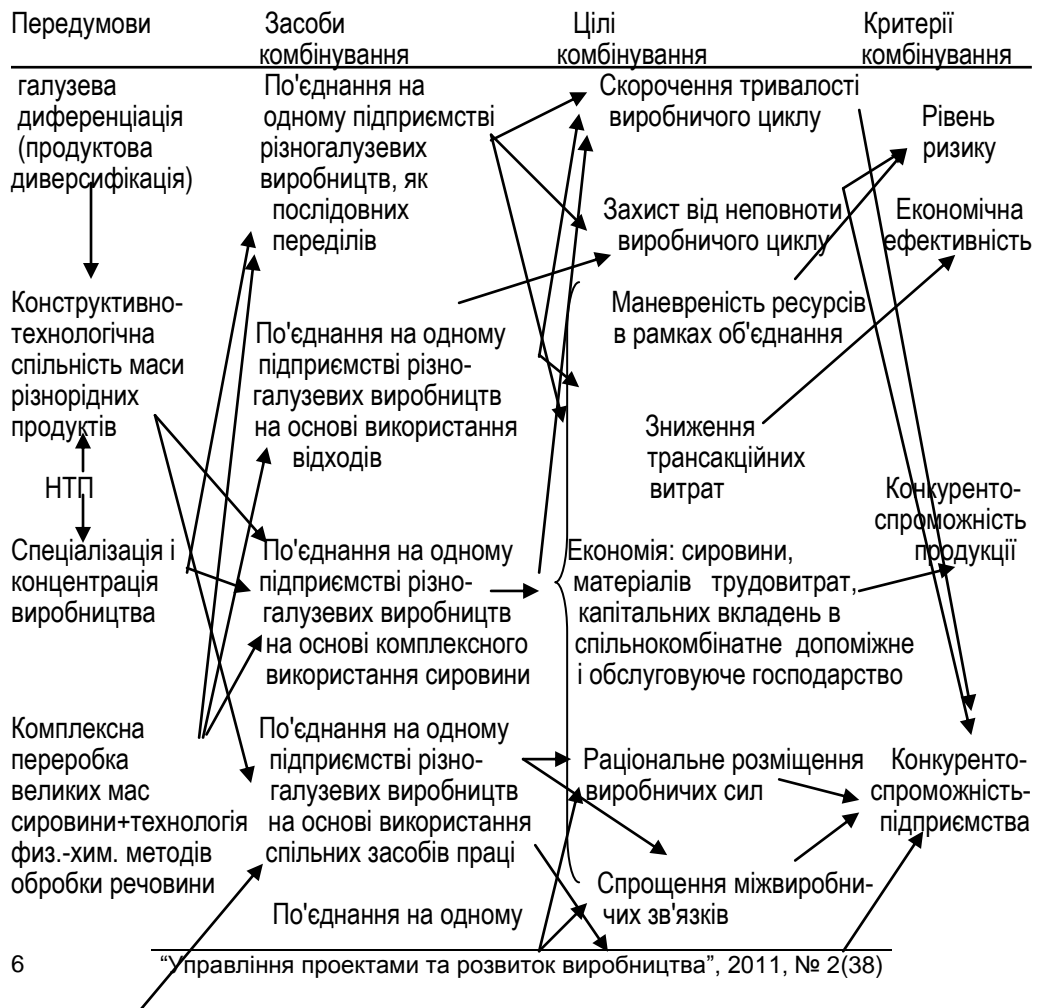 Передумови
Засоби
комбінування
Цілі
комбінування
Критерії
комбінування
галузева
диференціація
(продуктова
диверсифікація)
Конструктивно-
технологічна
спільність маси
різнорідних
продуктів
НТП
Спеціалізація і
концентрація
виробництва
Комплексна
переробка
великих мас
сировини+технологія
физ.-хим. методів
обробки речовини
По'єднання на
одному підприємстві
різногалузевих
виробництв, як
послідовних
переділів
По'єднання на одному
підприємстві різно-
галузевих виробництв
на основі використання
відходів
По'єднання на одному
підприємстві різно-
галузевих виробництв
на основі комплексного
використання сировини
По'єднання на одному
підприємстві різно-
галузевих виробництв
на основі використання
спільних засобів праці
По'єднання на одному
Скорочення тривалості
виробничого циклу
Захист від неповноти
виробничого циклу
Маневреність ресурсів
в рамках об'єднання
Зниження
трансакційних
витрат
Економія: сировини,
матеріалів трудовитрат,
капітальних вкладень в
спільнокомбінатне допоміжне
і обслуговуюче господарство
Раціональне розміщення
виробничих сил
Спрощення міжвиробни-
чих зв'язків
Рівень
ризику
Економічна
ефективність
Конкуренто-
спроможність
продукції
Конкуренто-
спроможність-
підприємства
6 "Управління проектами та розвиток виробництва", 2011, № 2(38)